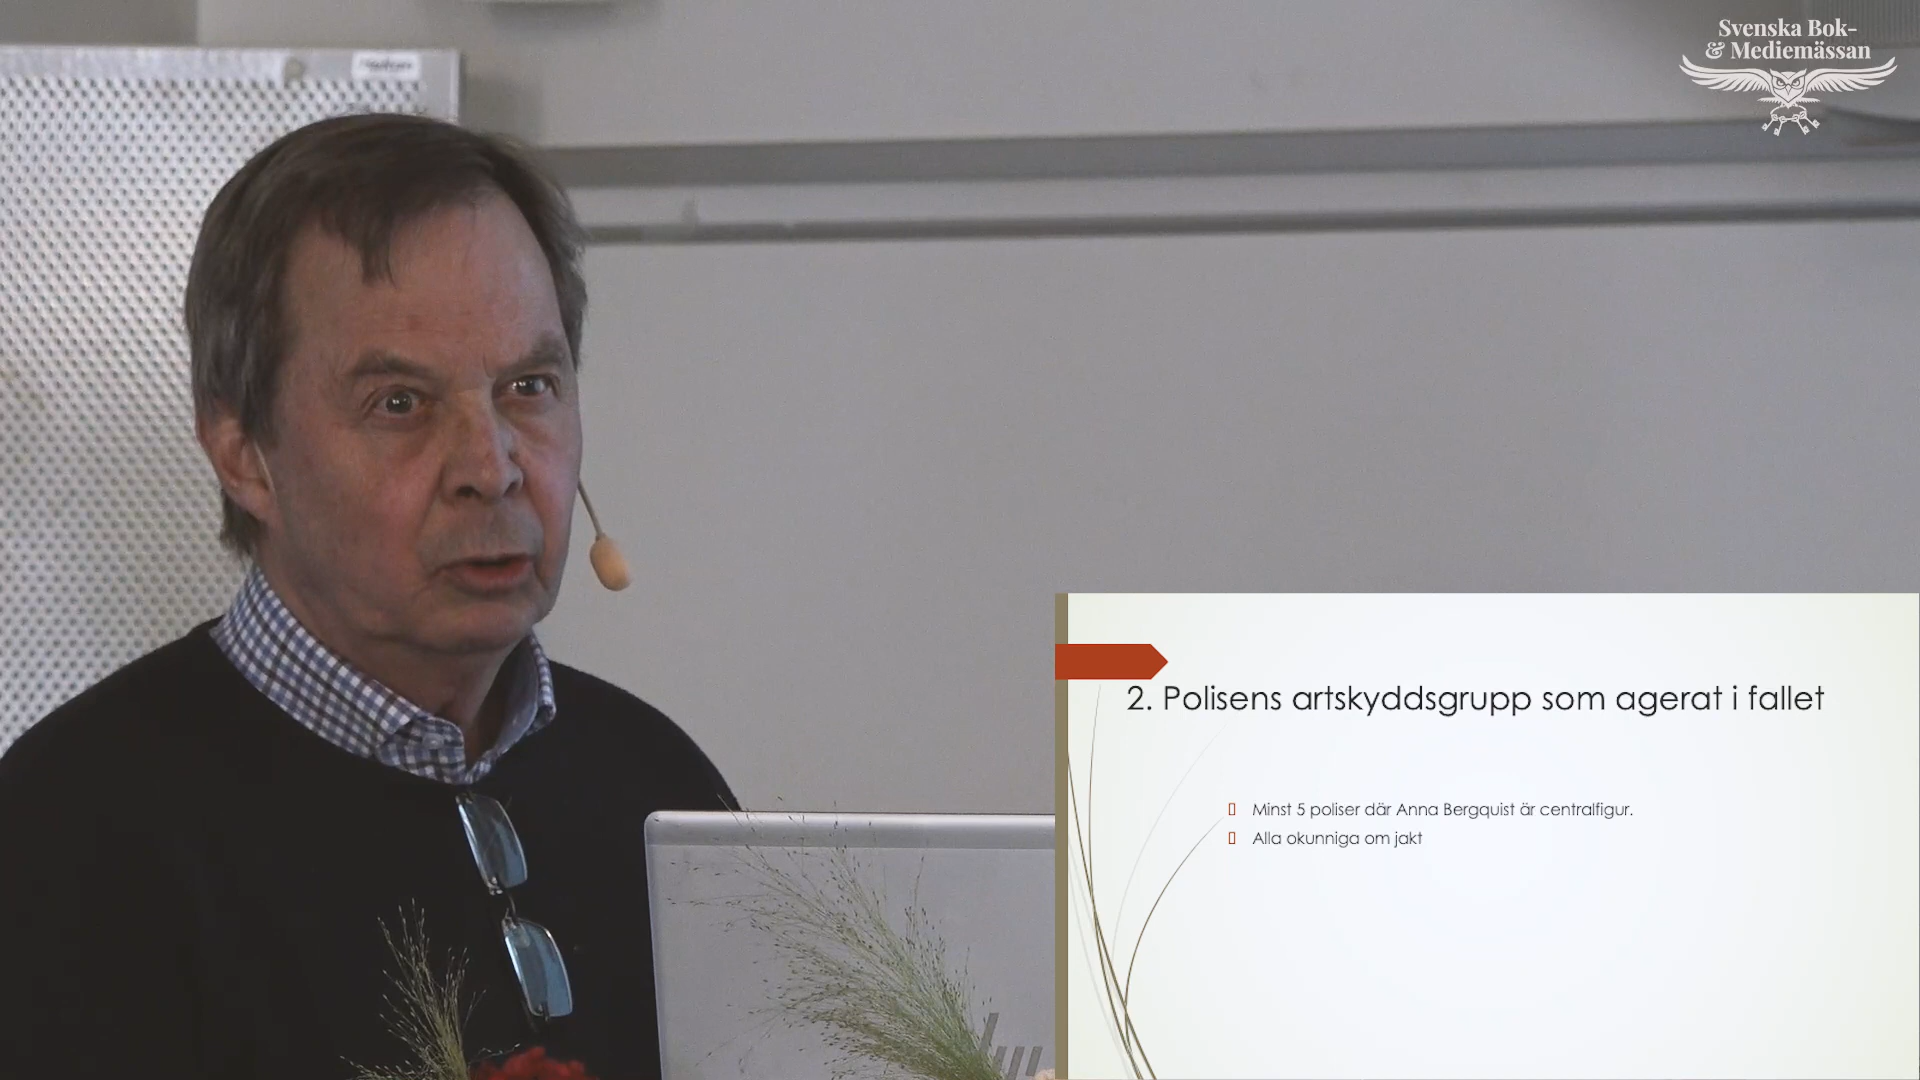 Svenska Bok-
& Mediemässan
2. Polisens artskyddsgrupp som agerat i fallet
Minst 5 poliser där Anna Bergquist är centralfigur.
Alla okunniga om jakt
hp